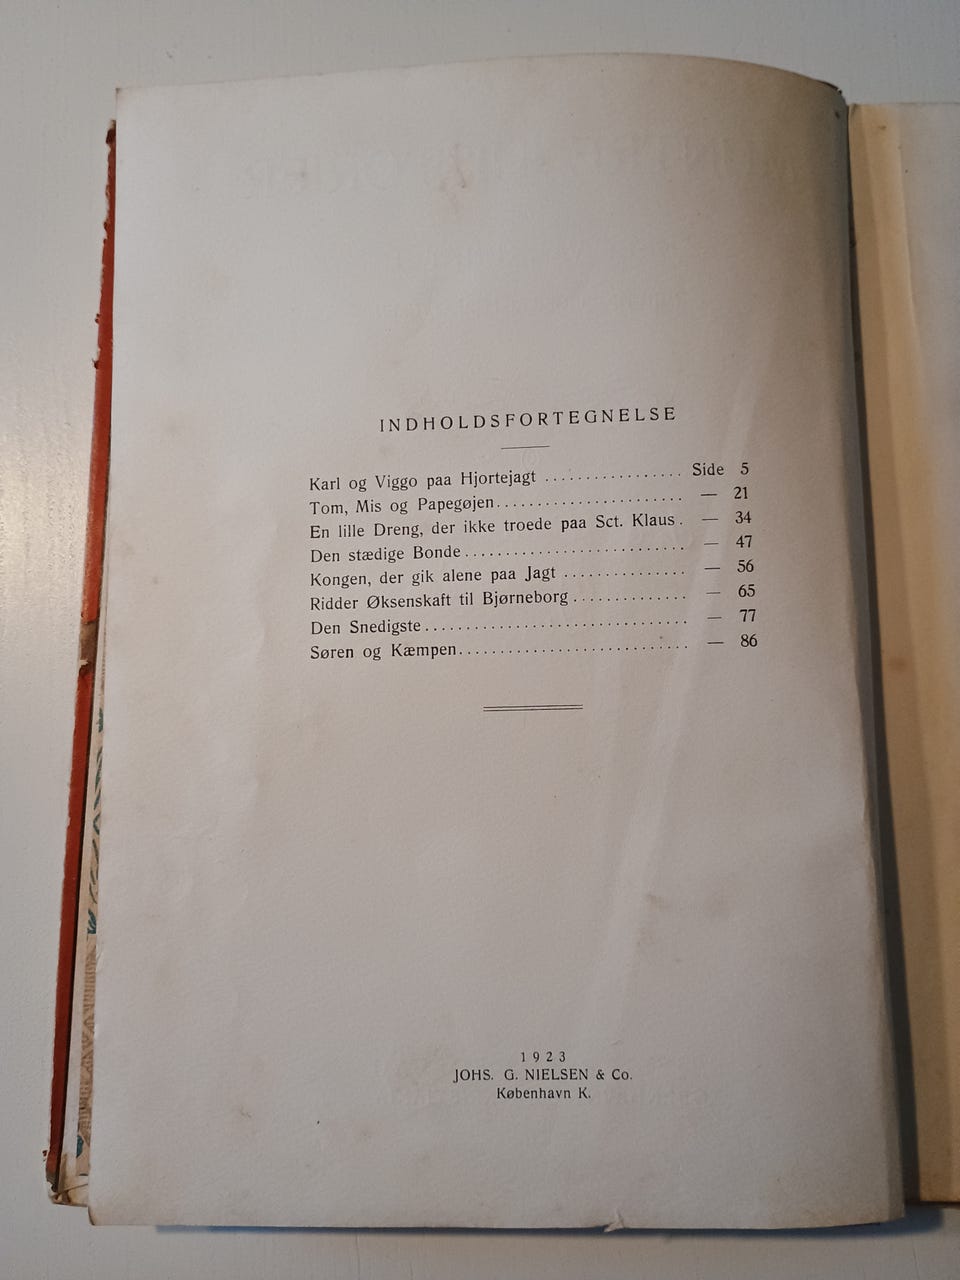 INDHOLDSFORTEGNELSE
Karl og Viggo paa Hjortejagt ................. Side 5
Tom, Mis og Papegøjen........................ — 21
En lille Dreng, der ikke troede paa Sct. Klaus. — 34
Den stædige Bonde............................ — 47
Kongen, der gik alene paa Jagt ............... — 56
Ridder Øksenskaft til Bjørneborg.............. — 65
Den Snedigste................................. — 77
Søren og Kæmpen............................. — 86
1923
JOHS. G. NIELSEN & Co.
København K.